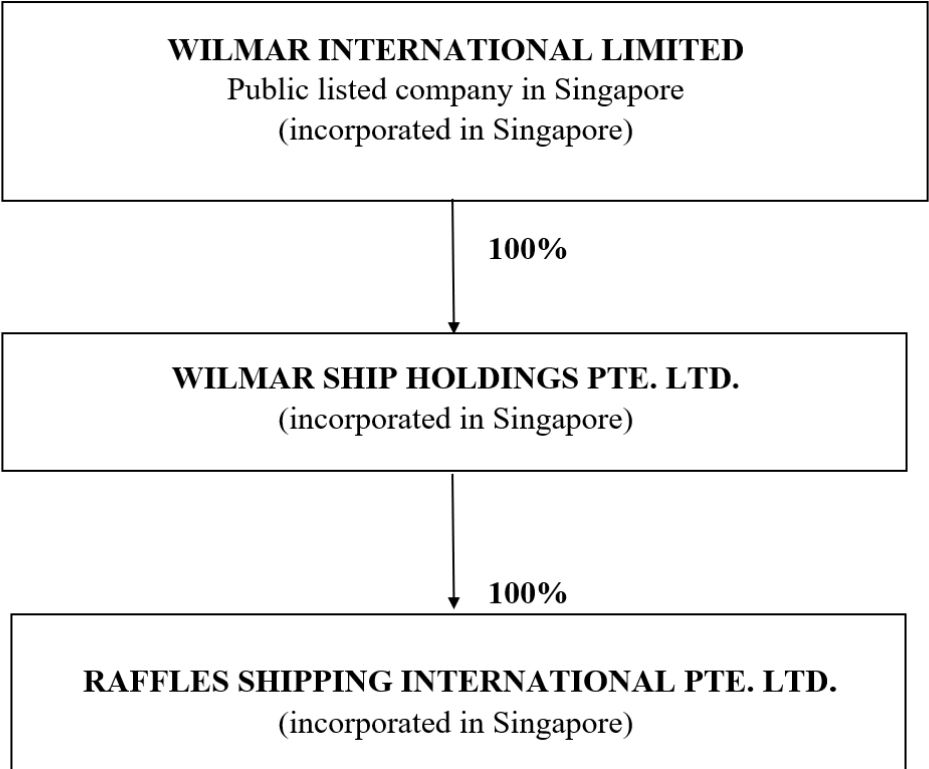 WILMAR INTERNATIONAL LIMITED
Public listed company in Singapore
(incorporated in Singapore)
100%
WILMAR SHIP HOLDINGS PTE. LTD.
(incorporated in Singapore)
100%
RAFFLES SHIPPING INTERNATIONAL PTE. LTD.
(incorporated in Singapore)